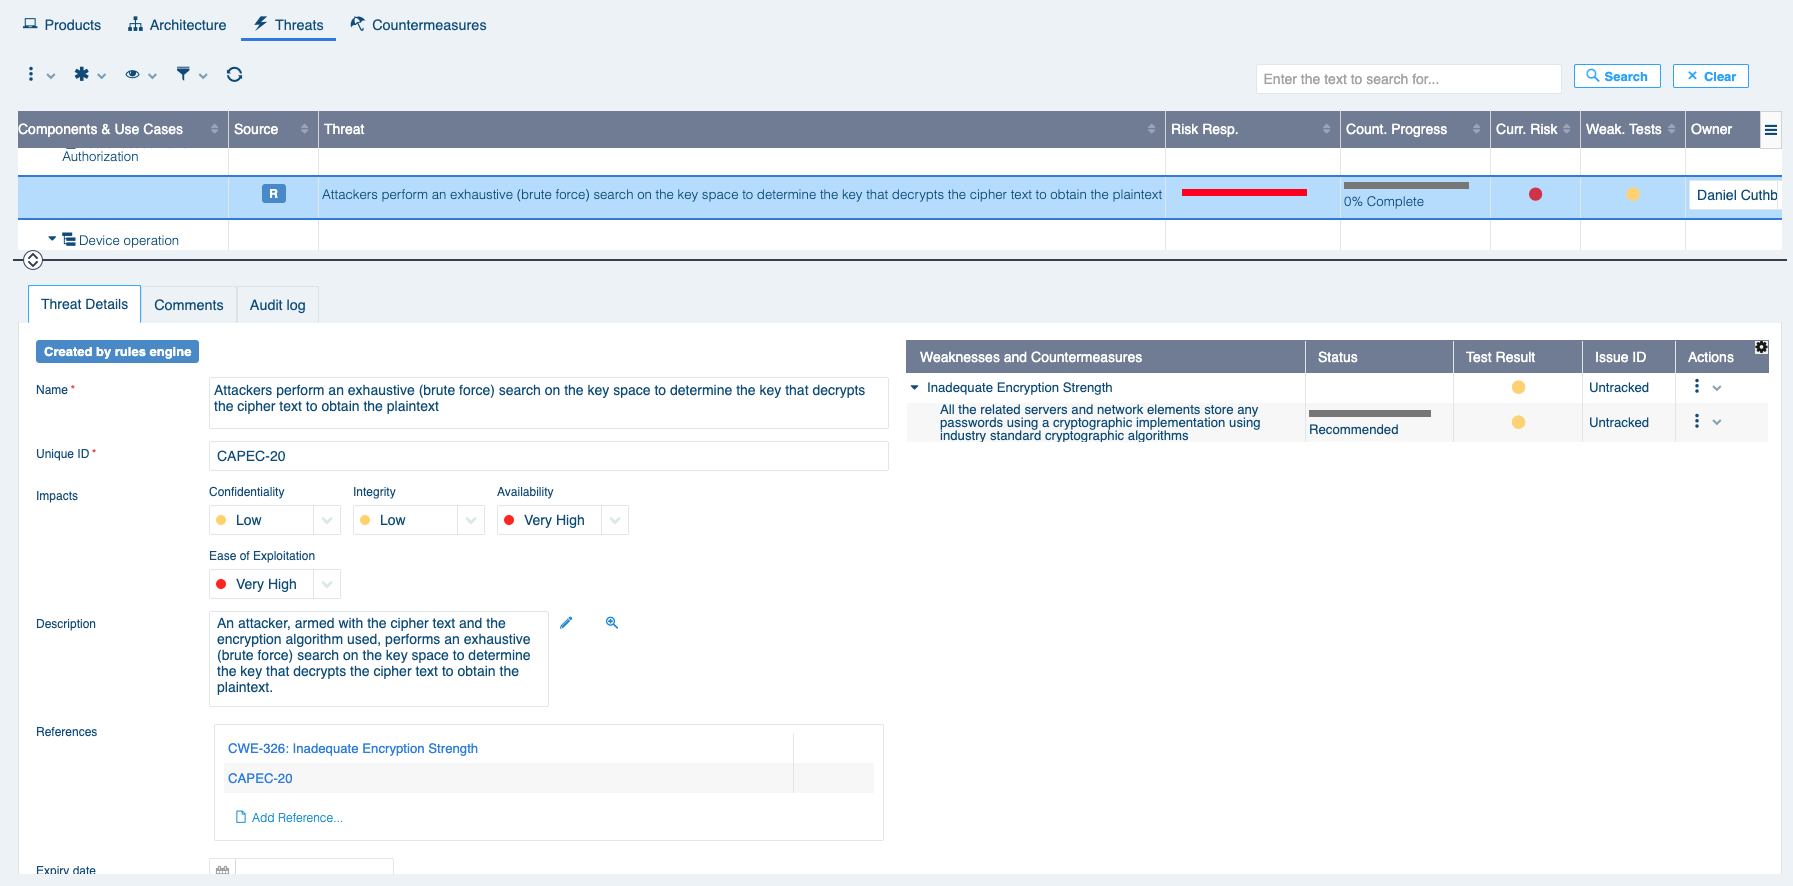 Products Architecture Threats Countermeasures
Enter the text to search for... Search Clear
Components & Use Cases Source Threat Risk Resp. Count. Progress Curr. Risk Weak. Tests Owner
Authorization
R Attackers perform an exhaustive (brute force) search on the key space to determine the key that decrypts the cipher text to obtain the plaintext Daniel Cuthb
0% Complete
Device operation
Threat Details Comments Audit log
Created by rules engine
Name *
Attackers perform an exhaustive (brute force) search on the key space to determine the key that decrypts
the cipher text to obtain the plaintext
Unique ID *
CAPEC-20
Impacts
Confidentiality Integrity Availability
Low Low Very High
Ease of Exploitation
Very High
Description
An attacker, armed with the cipher text and the
encryption algorithm used, performs an exhaustive
(brute force) search on the key space to determine
the key that decrypts the cipher text to obtain the
plaintext.
References
CWE-326: Inadequate Encryption Strength
CAPEC-20
Add Reference...
Expiry date
Weaknesses and Countermeasures Status Test Result Issue ID Actions
Inadequate Encryption Strength Untracked
All the related servers and network elements store any
passwords using a cryptographic implementation using
industry standard cryptographic algorithms
Recommended
Untracked